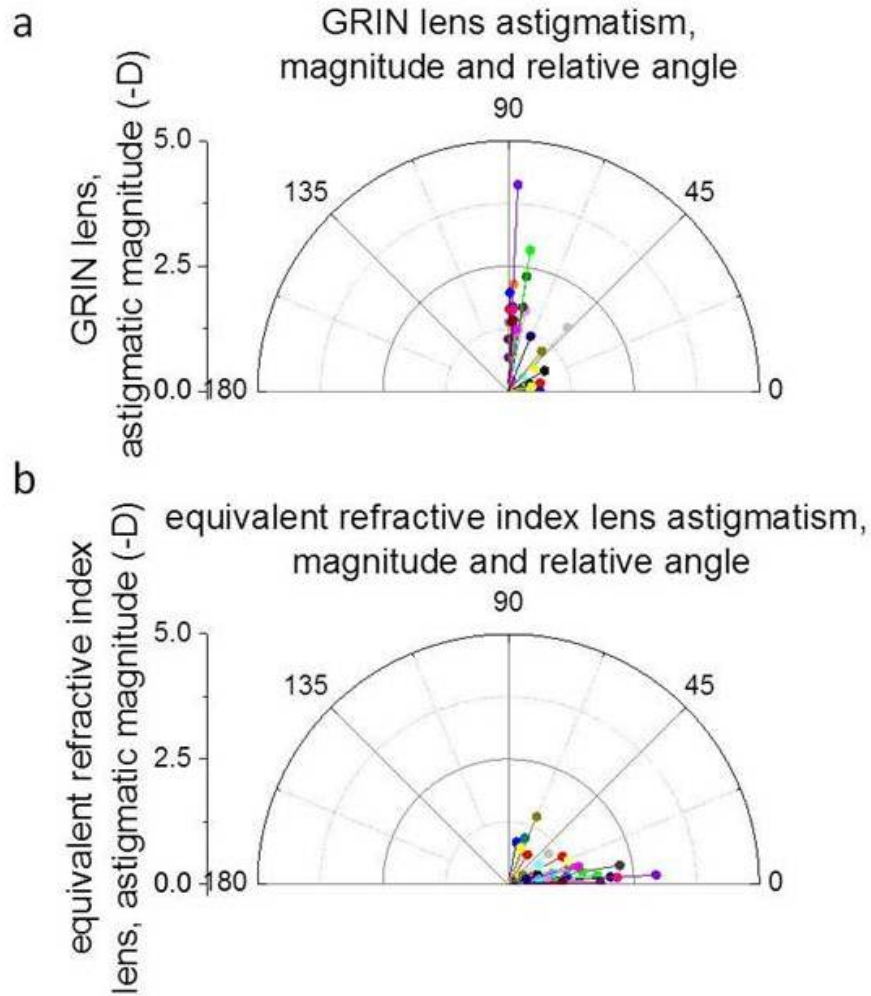 a
GRIN lens astigmatism,
magnitude and relative angle
GRIN lens,
astigmatic magnitude (-D)
90
5.0
135
45
2.5
0.0
180
0
b
equivalent refractive index lens astigmatism,
magnitude and relative angle
equivalent refractive index
lens, astigmatic magnitude (-D)
90
5.0
135
45
2.5
0.0
180
0